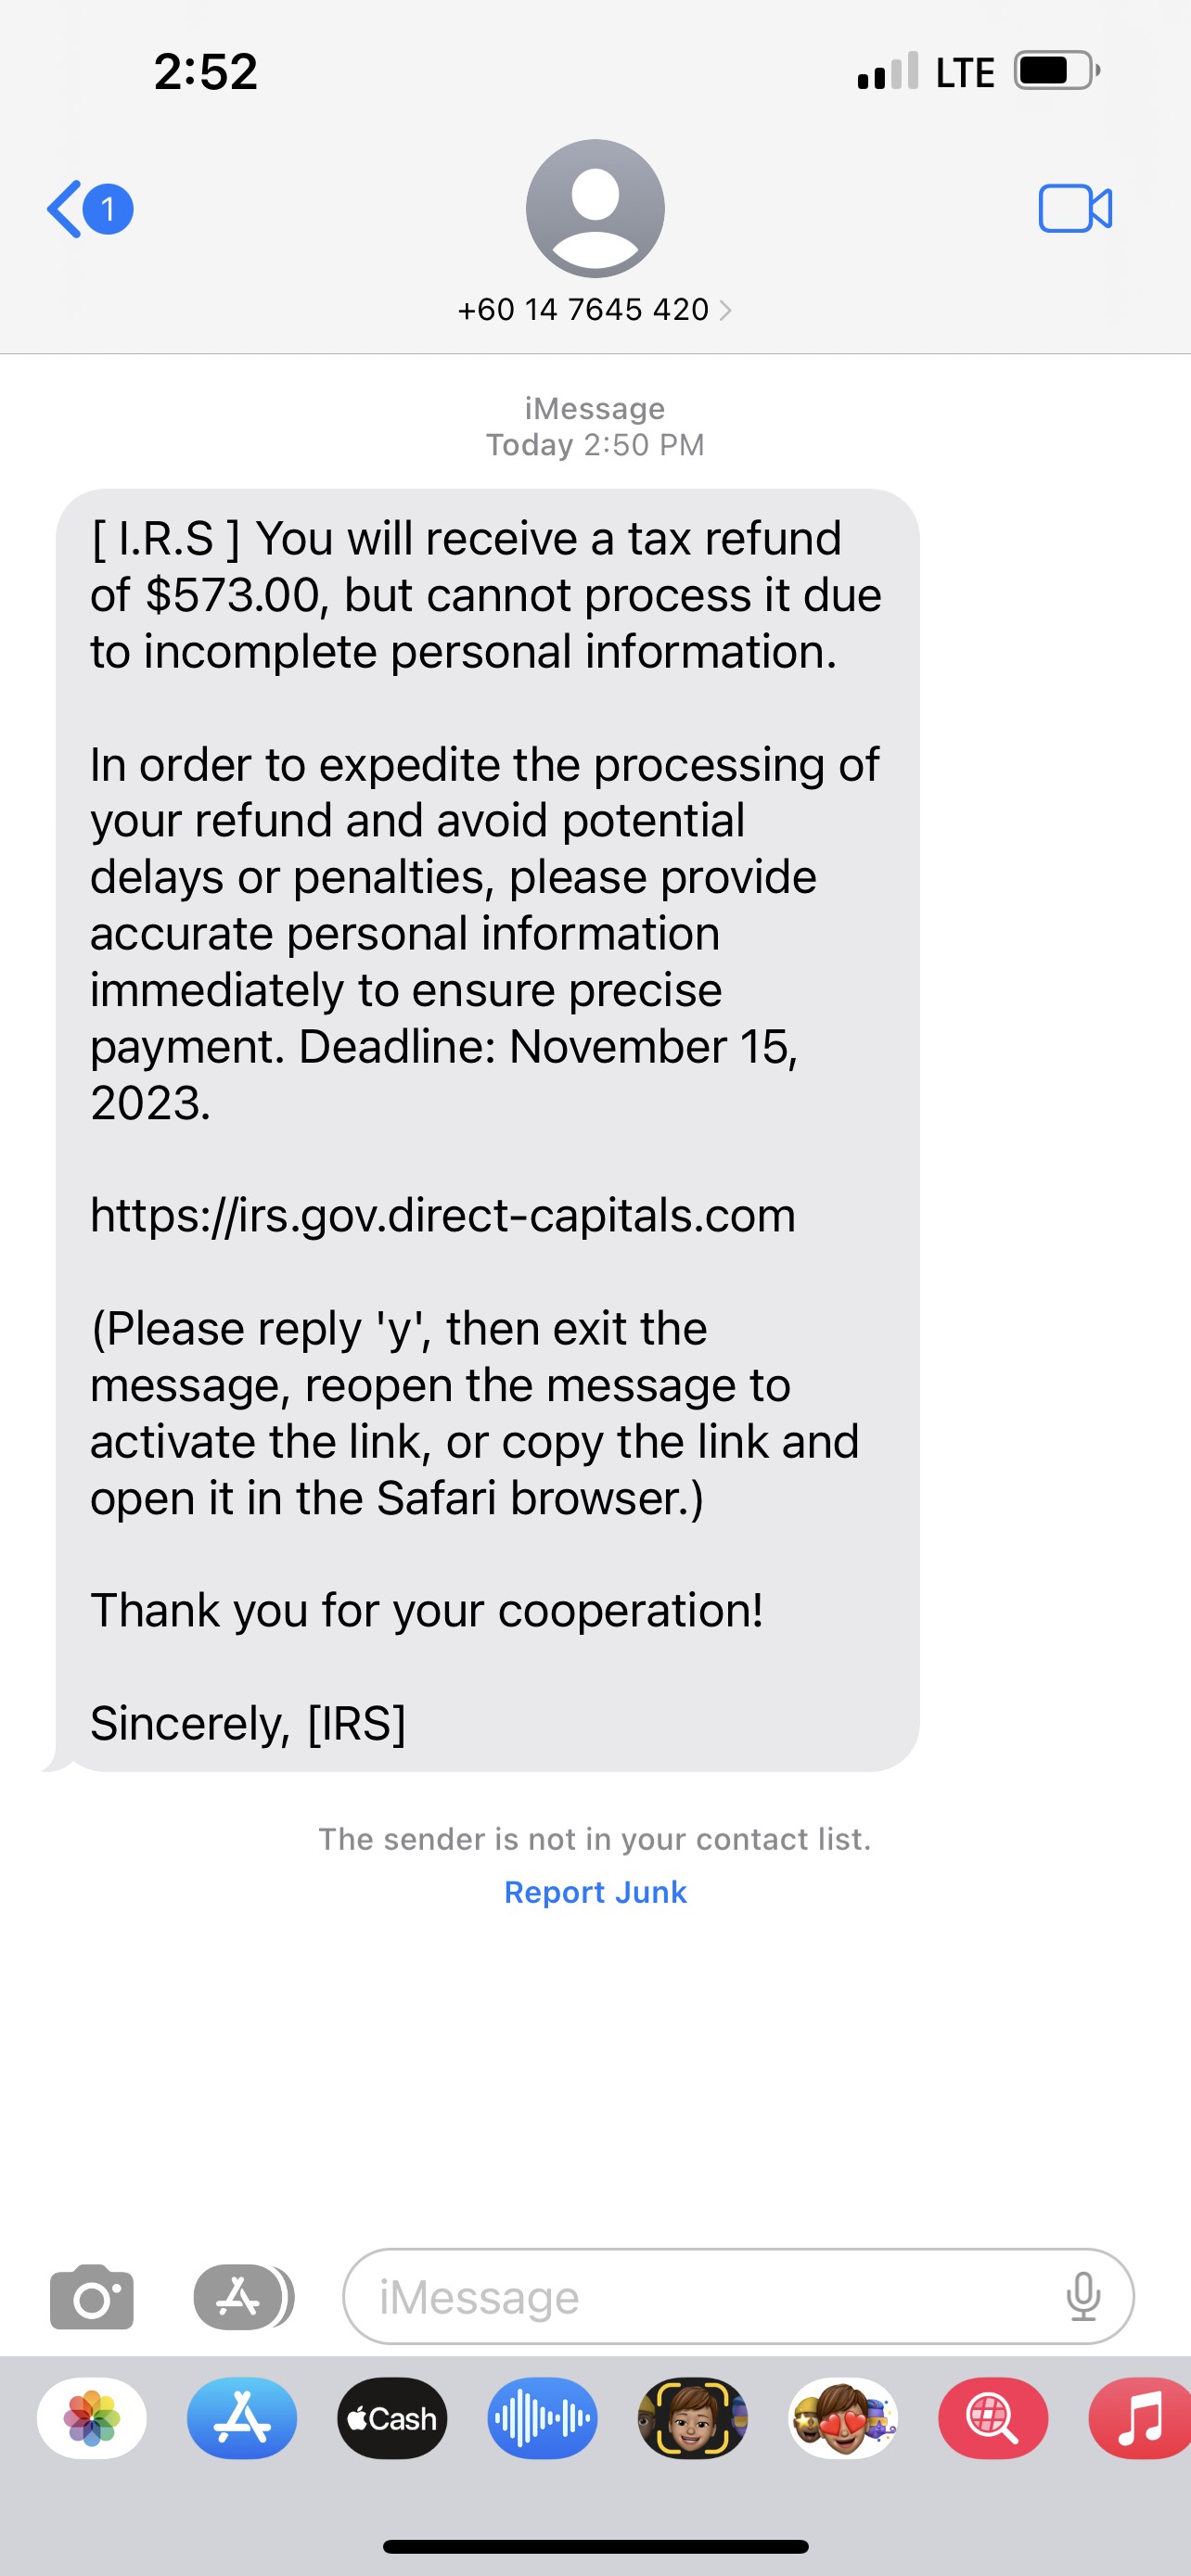 2:52
LTE
1
+60 14 7645 420
iMessage
Today 2:50 PM
[ I.R.S ] You will receive a tax refund
of $573.00, but cannot process it due
to incomplete personal information.
In order to expedite the processing of
your refund and avoid potential
delays or penalties, please provide
accurate personal information
immediately to ensure precise
payment. Deadline: November 15,
2023.
https://irs.gov.direct-capitals.com
(Please reply 'y', then exit the
message, reopen the message to
activate the link, or copy the link and
open it in the Safari browser.)
Thank you for your cooperation!
Sincerely, [IRS]
The sender is not in your contact list.
Report Junk
iMessage
Cash